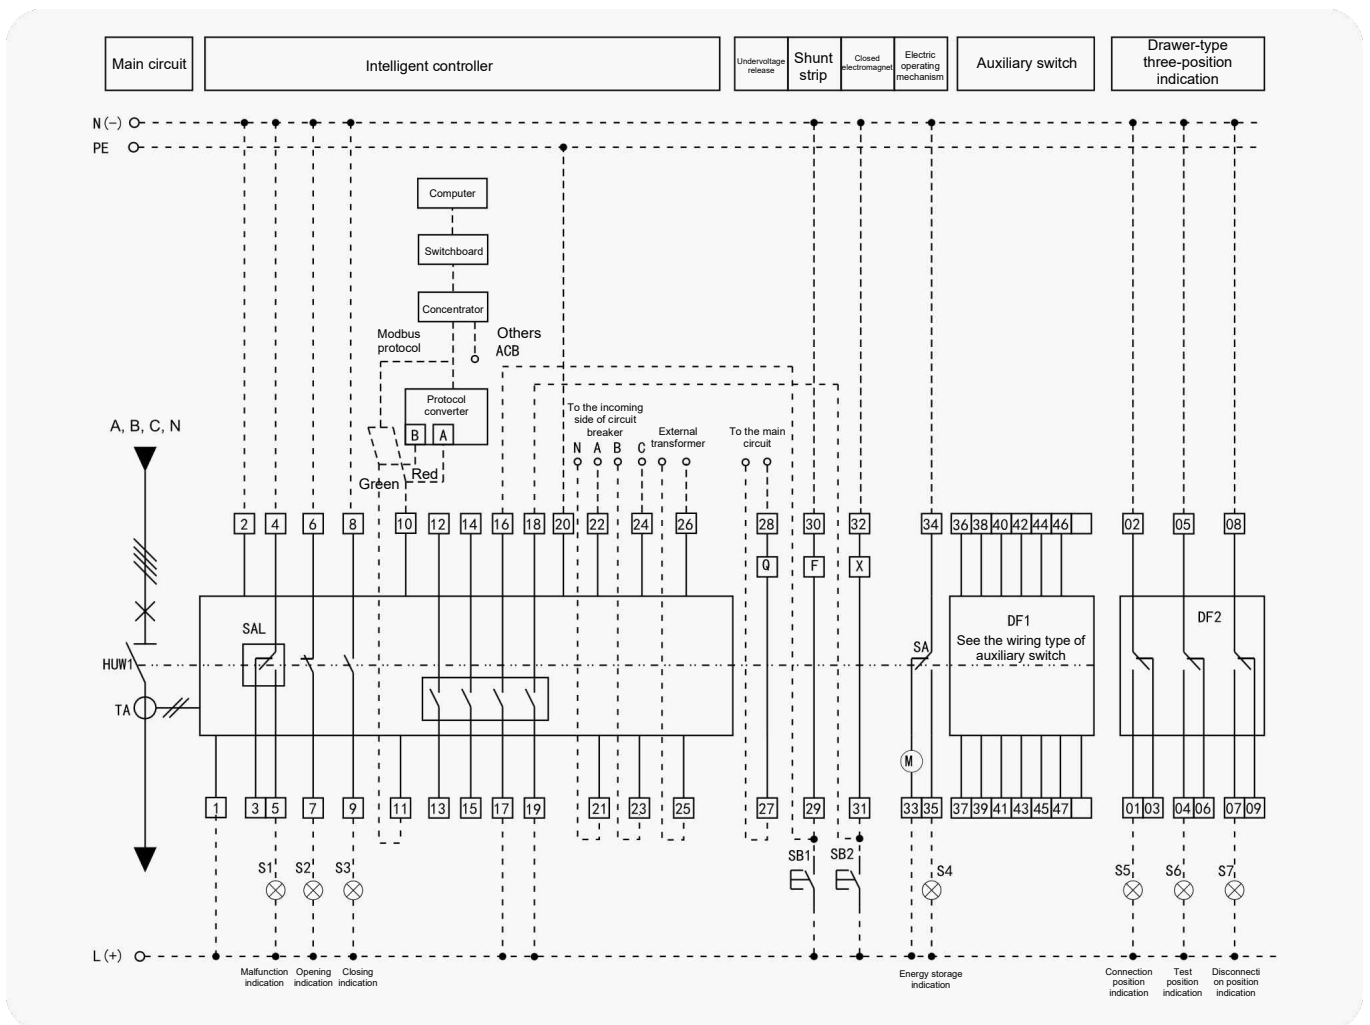 Main circuit
Intelligent controller
Undervoltage
release
Shunt
strip
Closed
electromagnet
Electric
operating
mechanism
Auxiliary switch
Drawer-type
three-position
indication
N(—)
PE
Computer
Switchboard
Concentrator
Modbus
protocol
Others
ACB
Protocol
converter
B A
Red
Green
To the incoming
side of circuit
breaker
N A B C
External
transformer
To the main
circuit
A, B, C, N
2 4 6 8 10 12 14 16 18 20 22 24 26 28 30 32 34 36 38 40 42 44 46 02 05 08
Q F X
SAL
HUW1
TA
SA
M
DF1
See the wiring type of
auxiliary switch
DF2
1 3 5 7 9 11 13 15 17 19 21 23 25 27 29 31 33 35 37 39 41 43 45 47 01 03 04 06 07 09
S1 S2 S3 SB1 SB2 S4 S5 S6 S7
L(+)
Malfunction
indication
Opening
indication
Closing
indication
Energy storage
indication
Connection
position
indication
Test
position
indication
Disconnecti
on position
indication